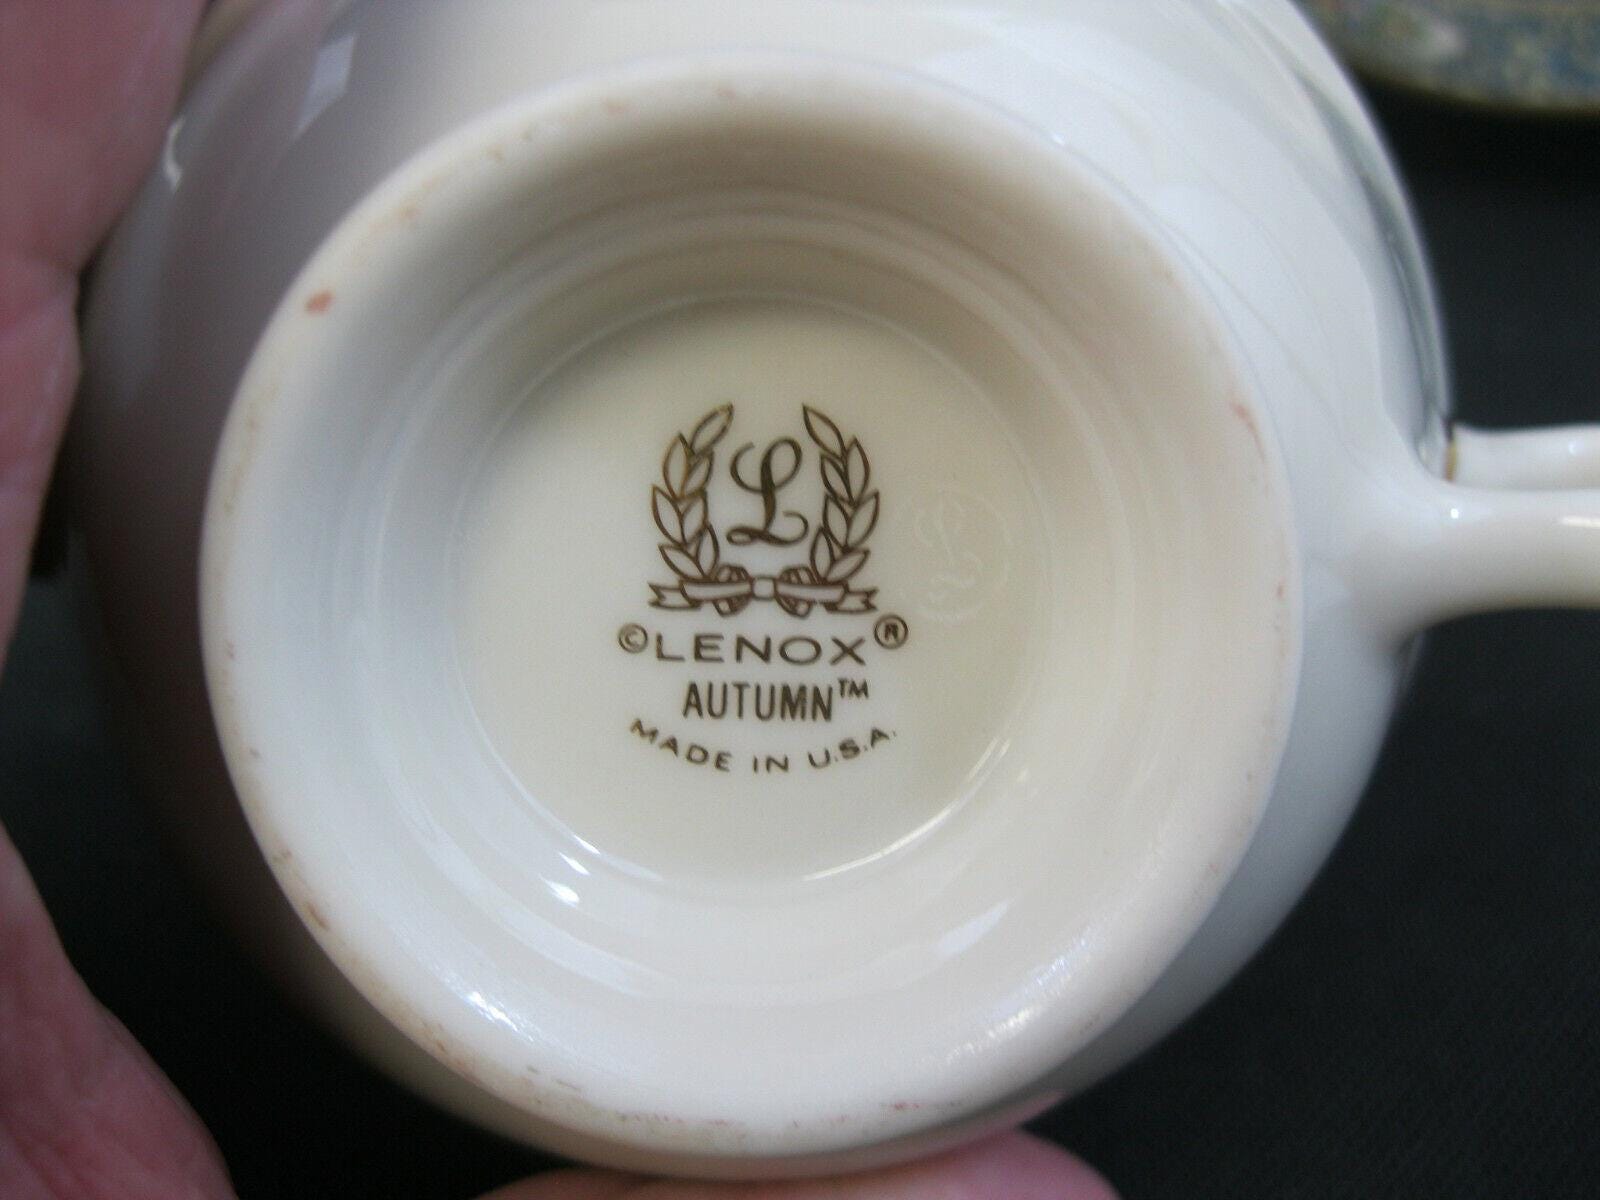 L
©LENOX®
AUTUMN™
MADE IN U.S.A.
L